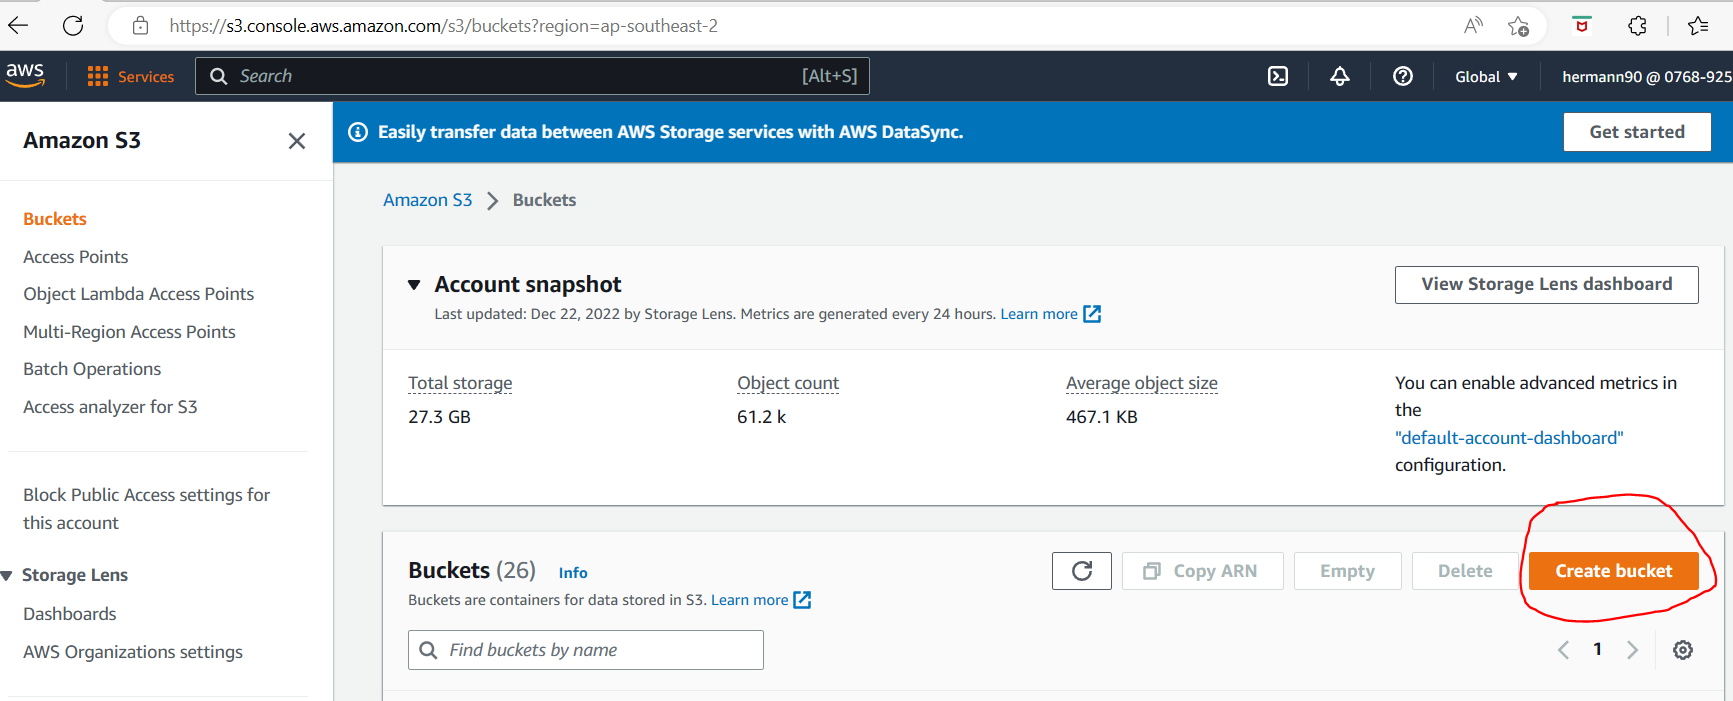 https://s3.console.aws.amazon.com/s3/buckets?region=ap-southeast-2
aws
Services
Search
[Alt+S]
Global
hermann90 @ 0768-925
Amazon S3
Easily transfer data between AWS Storage services with AWS DataSync.
Get started
Buckets
Access Points
Object Lambda Access Points
Multi-Region Access Points
Batch Operations
Access analyzer for S3
Block Public Access settings for
this account
Storage Lens
Dashboards
AWS Organizations settings
Amazon S3 > Buckets
Account snapshot
Last updated: Dec 22, 2022 by Storage Lens. Metrics are generated every 24 hours. Learn more
View Storage Lens dashboard
Total storage
27.3 GB
Object count
61.2 k
Average object size
467.1 KB
You can enable advanced metrics in
the
"default-account-dashboard"
configuration.
Buckets (26) Info
Buckets are containers for data stored in S3. Learn more
Copy ARN
Empty
Delete
Create bucket
Find buckets by name
1